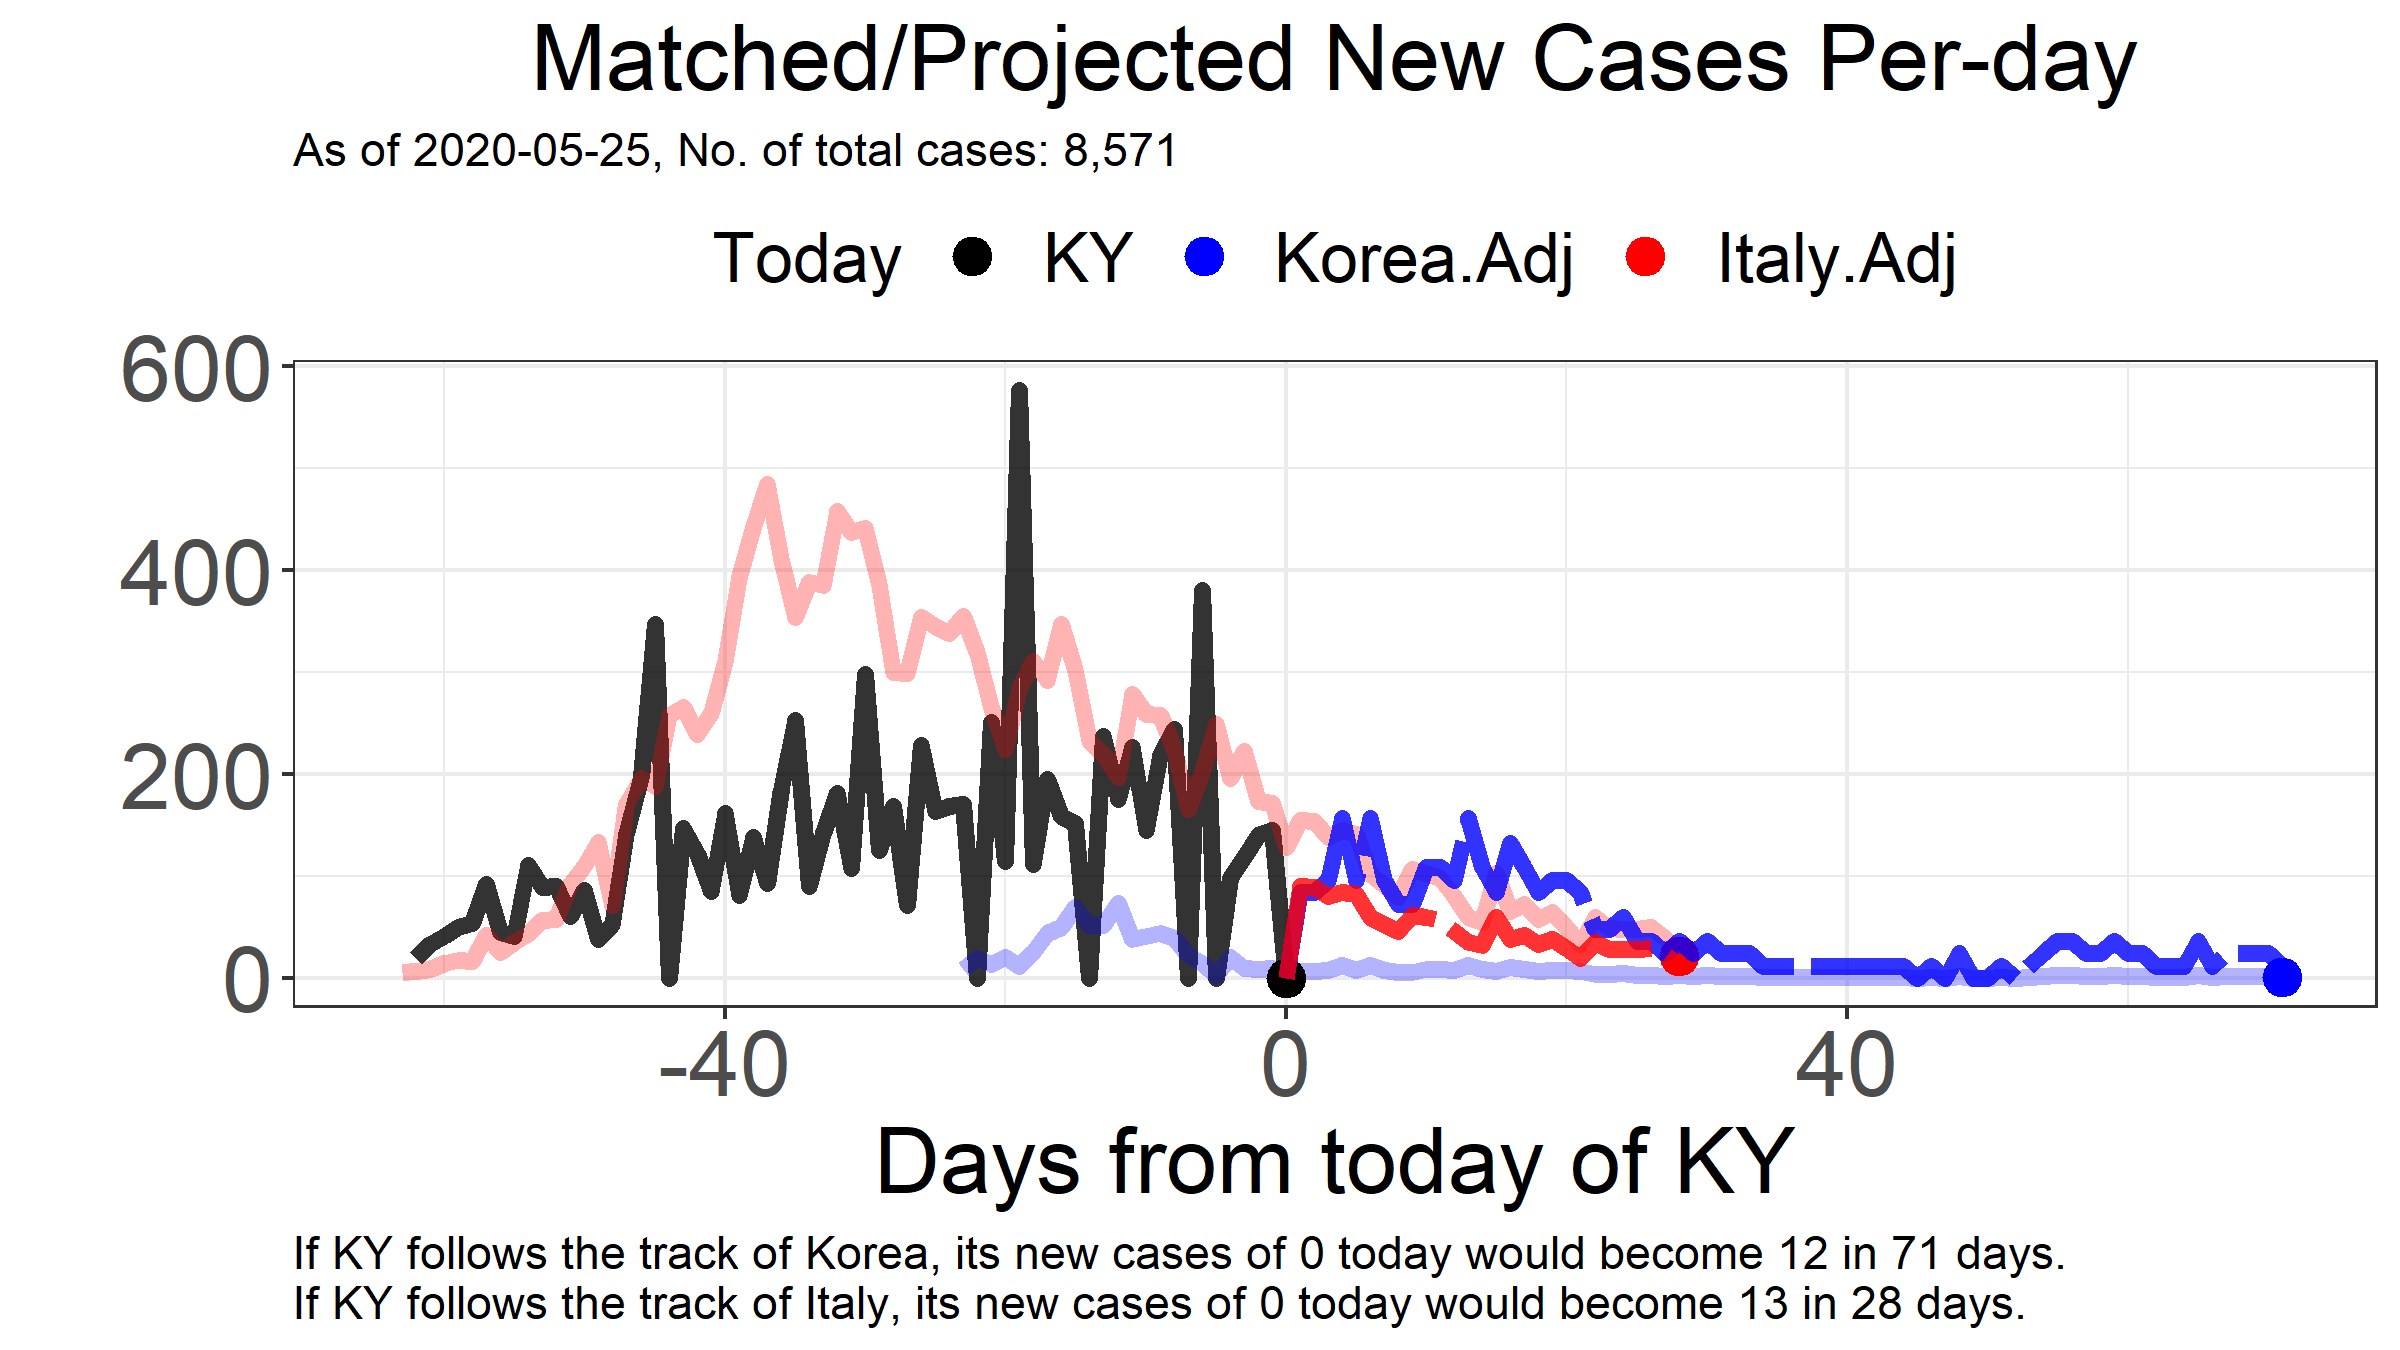 Matched/Projected New Cases Per-day
As of 2020-05-25, No. of total cases: 8,571
Today KY Korea.Adj Italy.Adj
600
400
200
0
-40 0 40
Days from today of KY
If KY follows the track of Korea, its new cases of 0 today would become 12 in 71 days.
If KY follows the track of Italy, its new cases of 0 today would become 13 in 28 days.